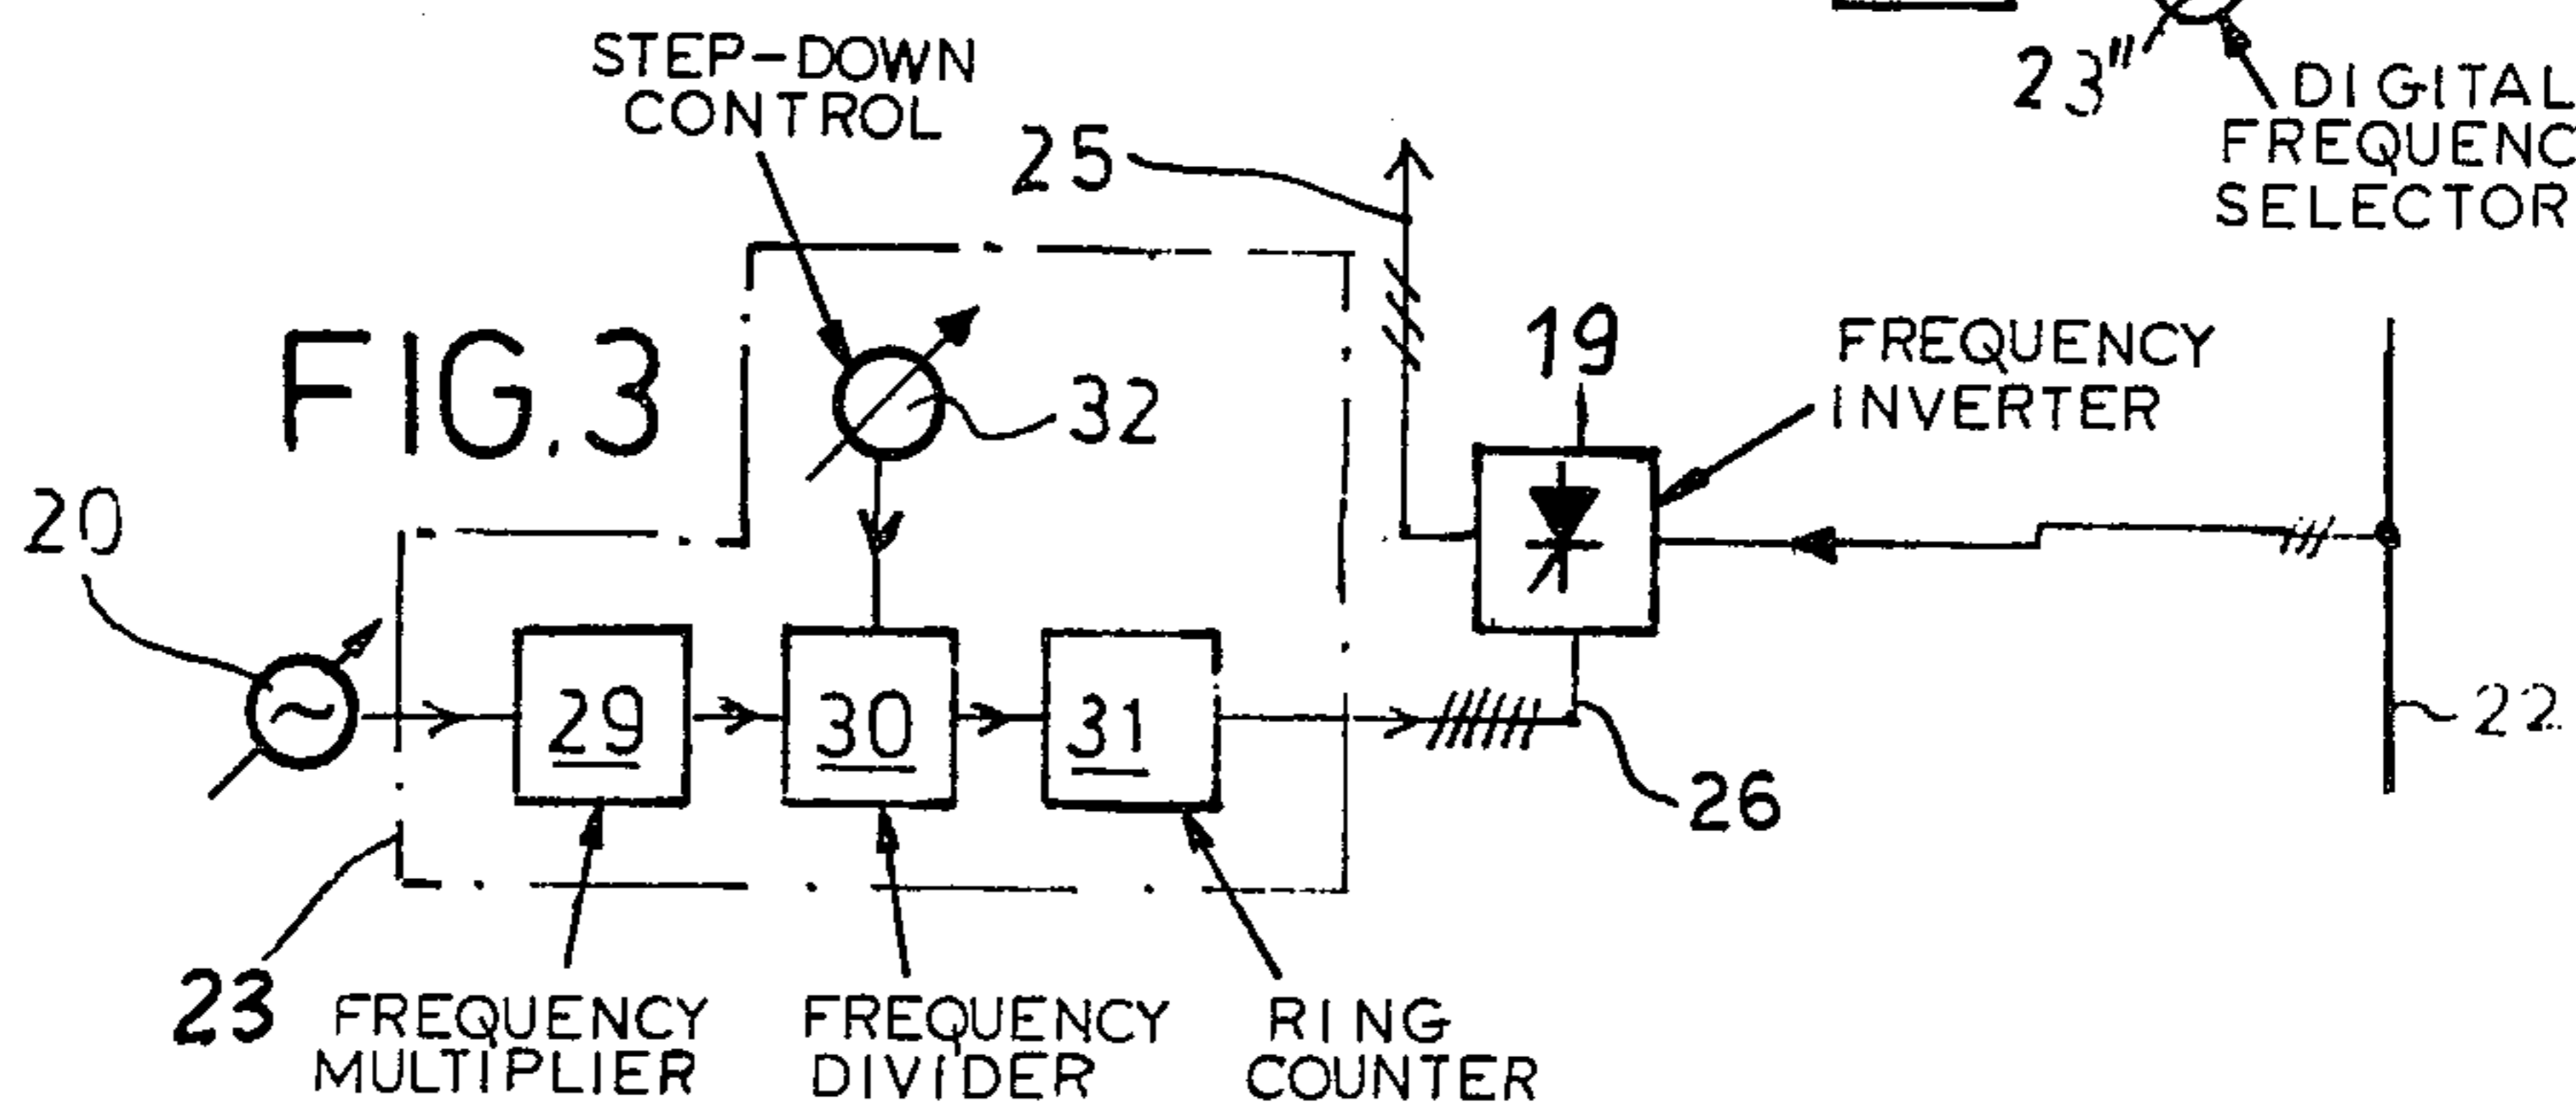 STEP-DOWN
CONTROL
25
23"
DIGITAL
FREQUENC
SELECTOR
FIG.3
32
19
FREQUENCY
INVERTER
20
29
30
31
26
22
23
FREQUENCY
MULTIPLIER
FREQUENCY
DIVIDER
RING
COUNTER